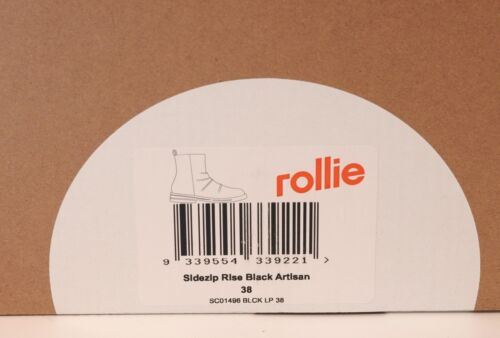 rollie
9 339554 339221 >
Sidezip Rise Black Artisan
38
SC01496 BLCK LP 38